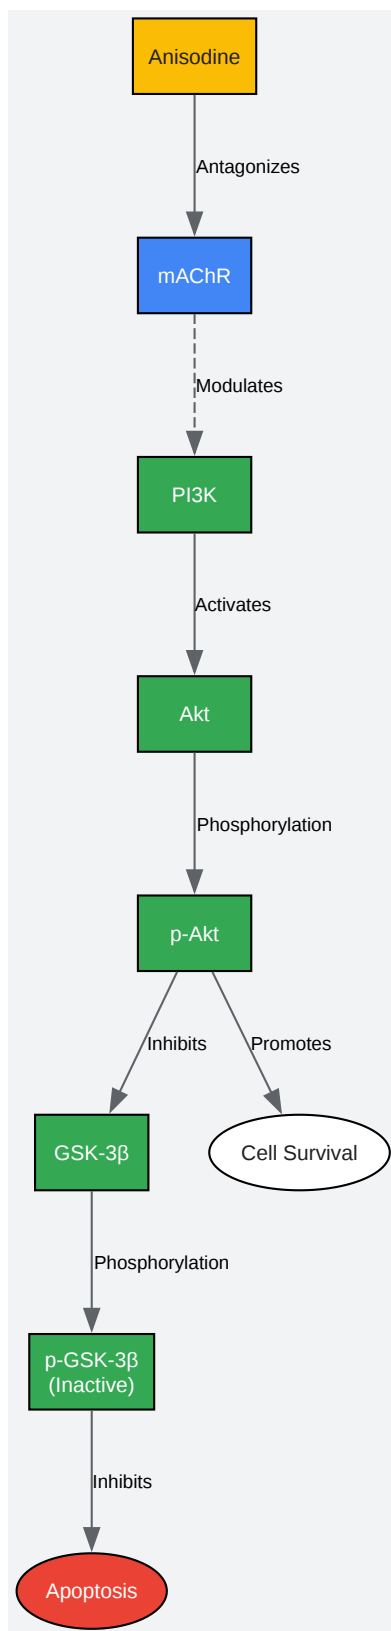 Anisodine
Antagonizes
mAChR
Modulates
PI3K
Activates
Akt
Phosphorylation
p-Akt
Inhibits
Promotes
GSK-3β
Cell Survival
Phosphorylation
p-GSK-3β
(Inactive)
Inhibits
Apoptosis